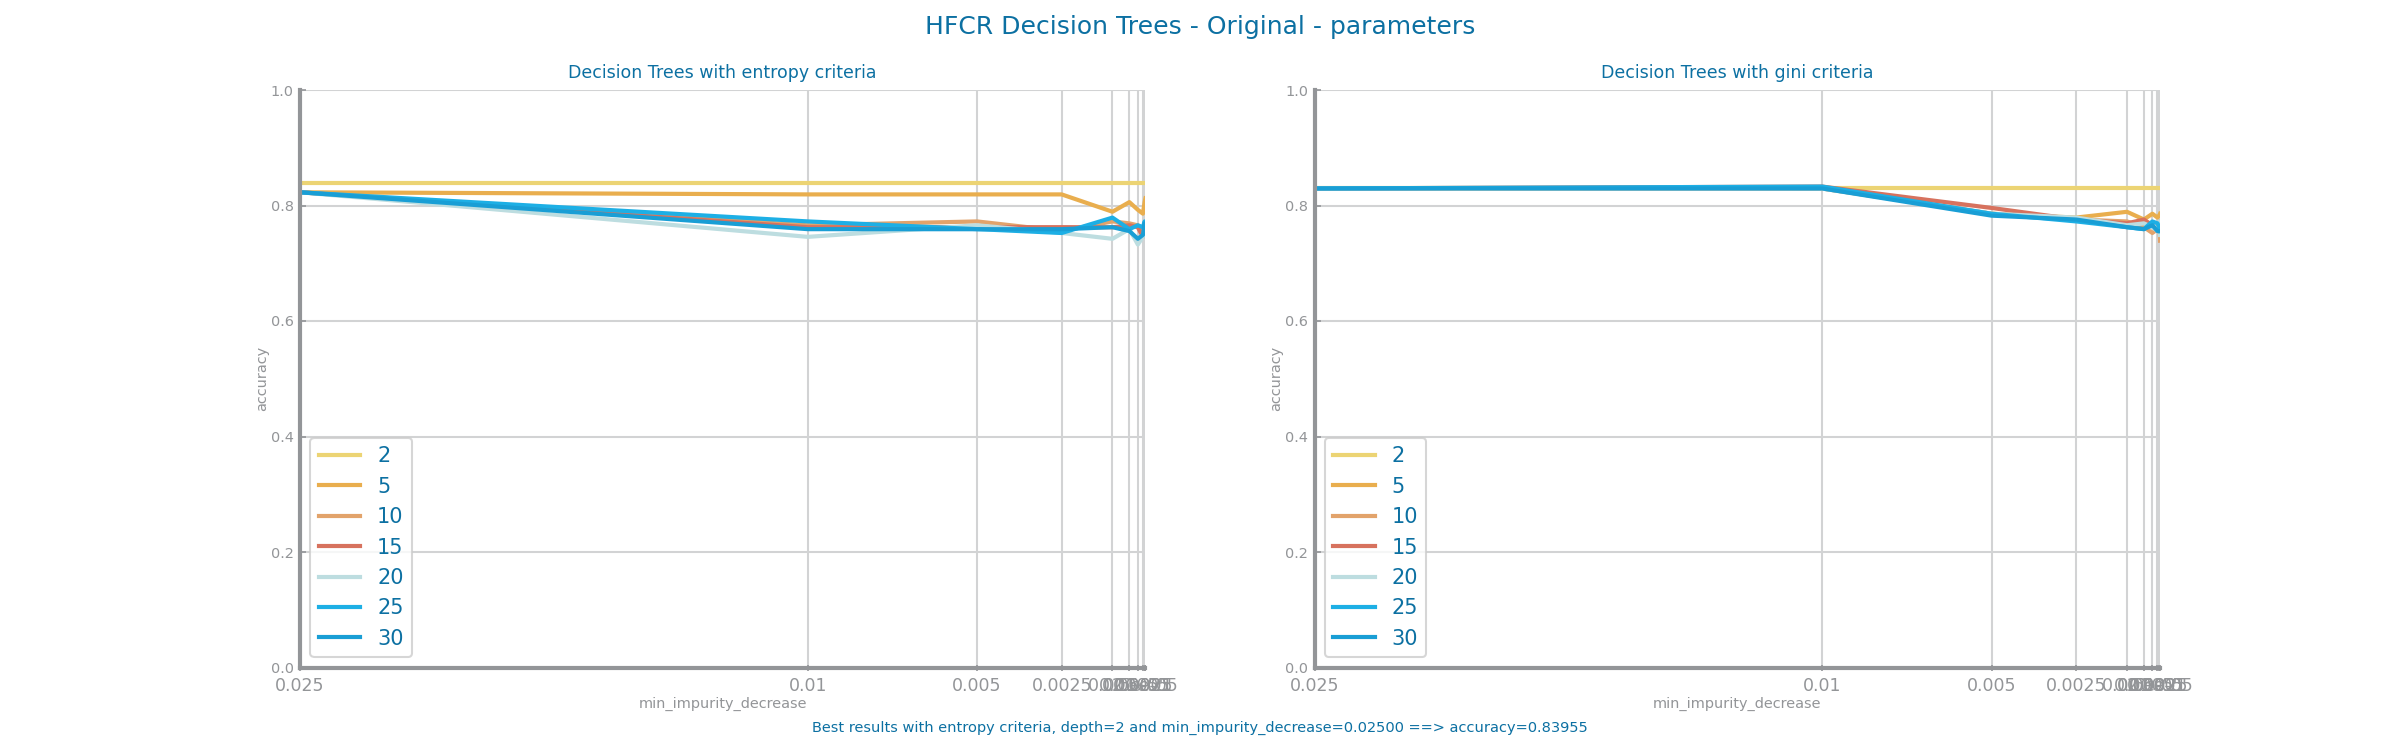 HFCR Decision Trees - Original - parameters
Decision Trees with entropy criteria
1.0
0.8
0.6
0.4
0.2
0.0
accuracy
2
5
10
15
20
25
30
0.025 0.01 0.005 0.0025
min_impurity_decrease
Decision Trees with gini criteria
1.0
0.8
0.6
0.4
0.2
0.0
accuracy
2
5
10
15
20
25
30
0.025 0.01 0.005 0.0025
min_impurity_decrease
Best results with entropy criteria, depth=2 and min_impurity_decrease=0.02500 ==> accuracy=0.83955